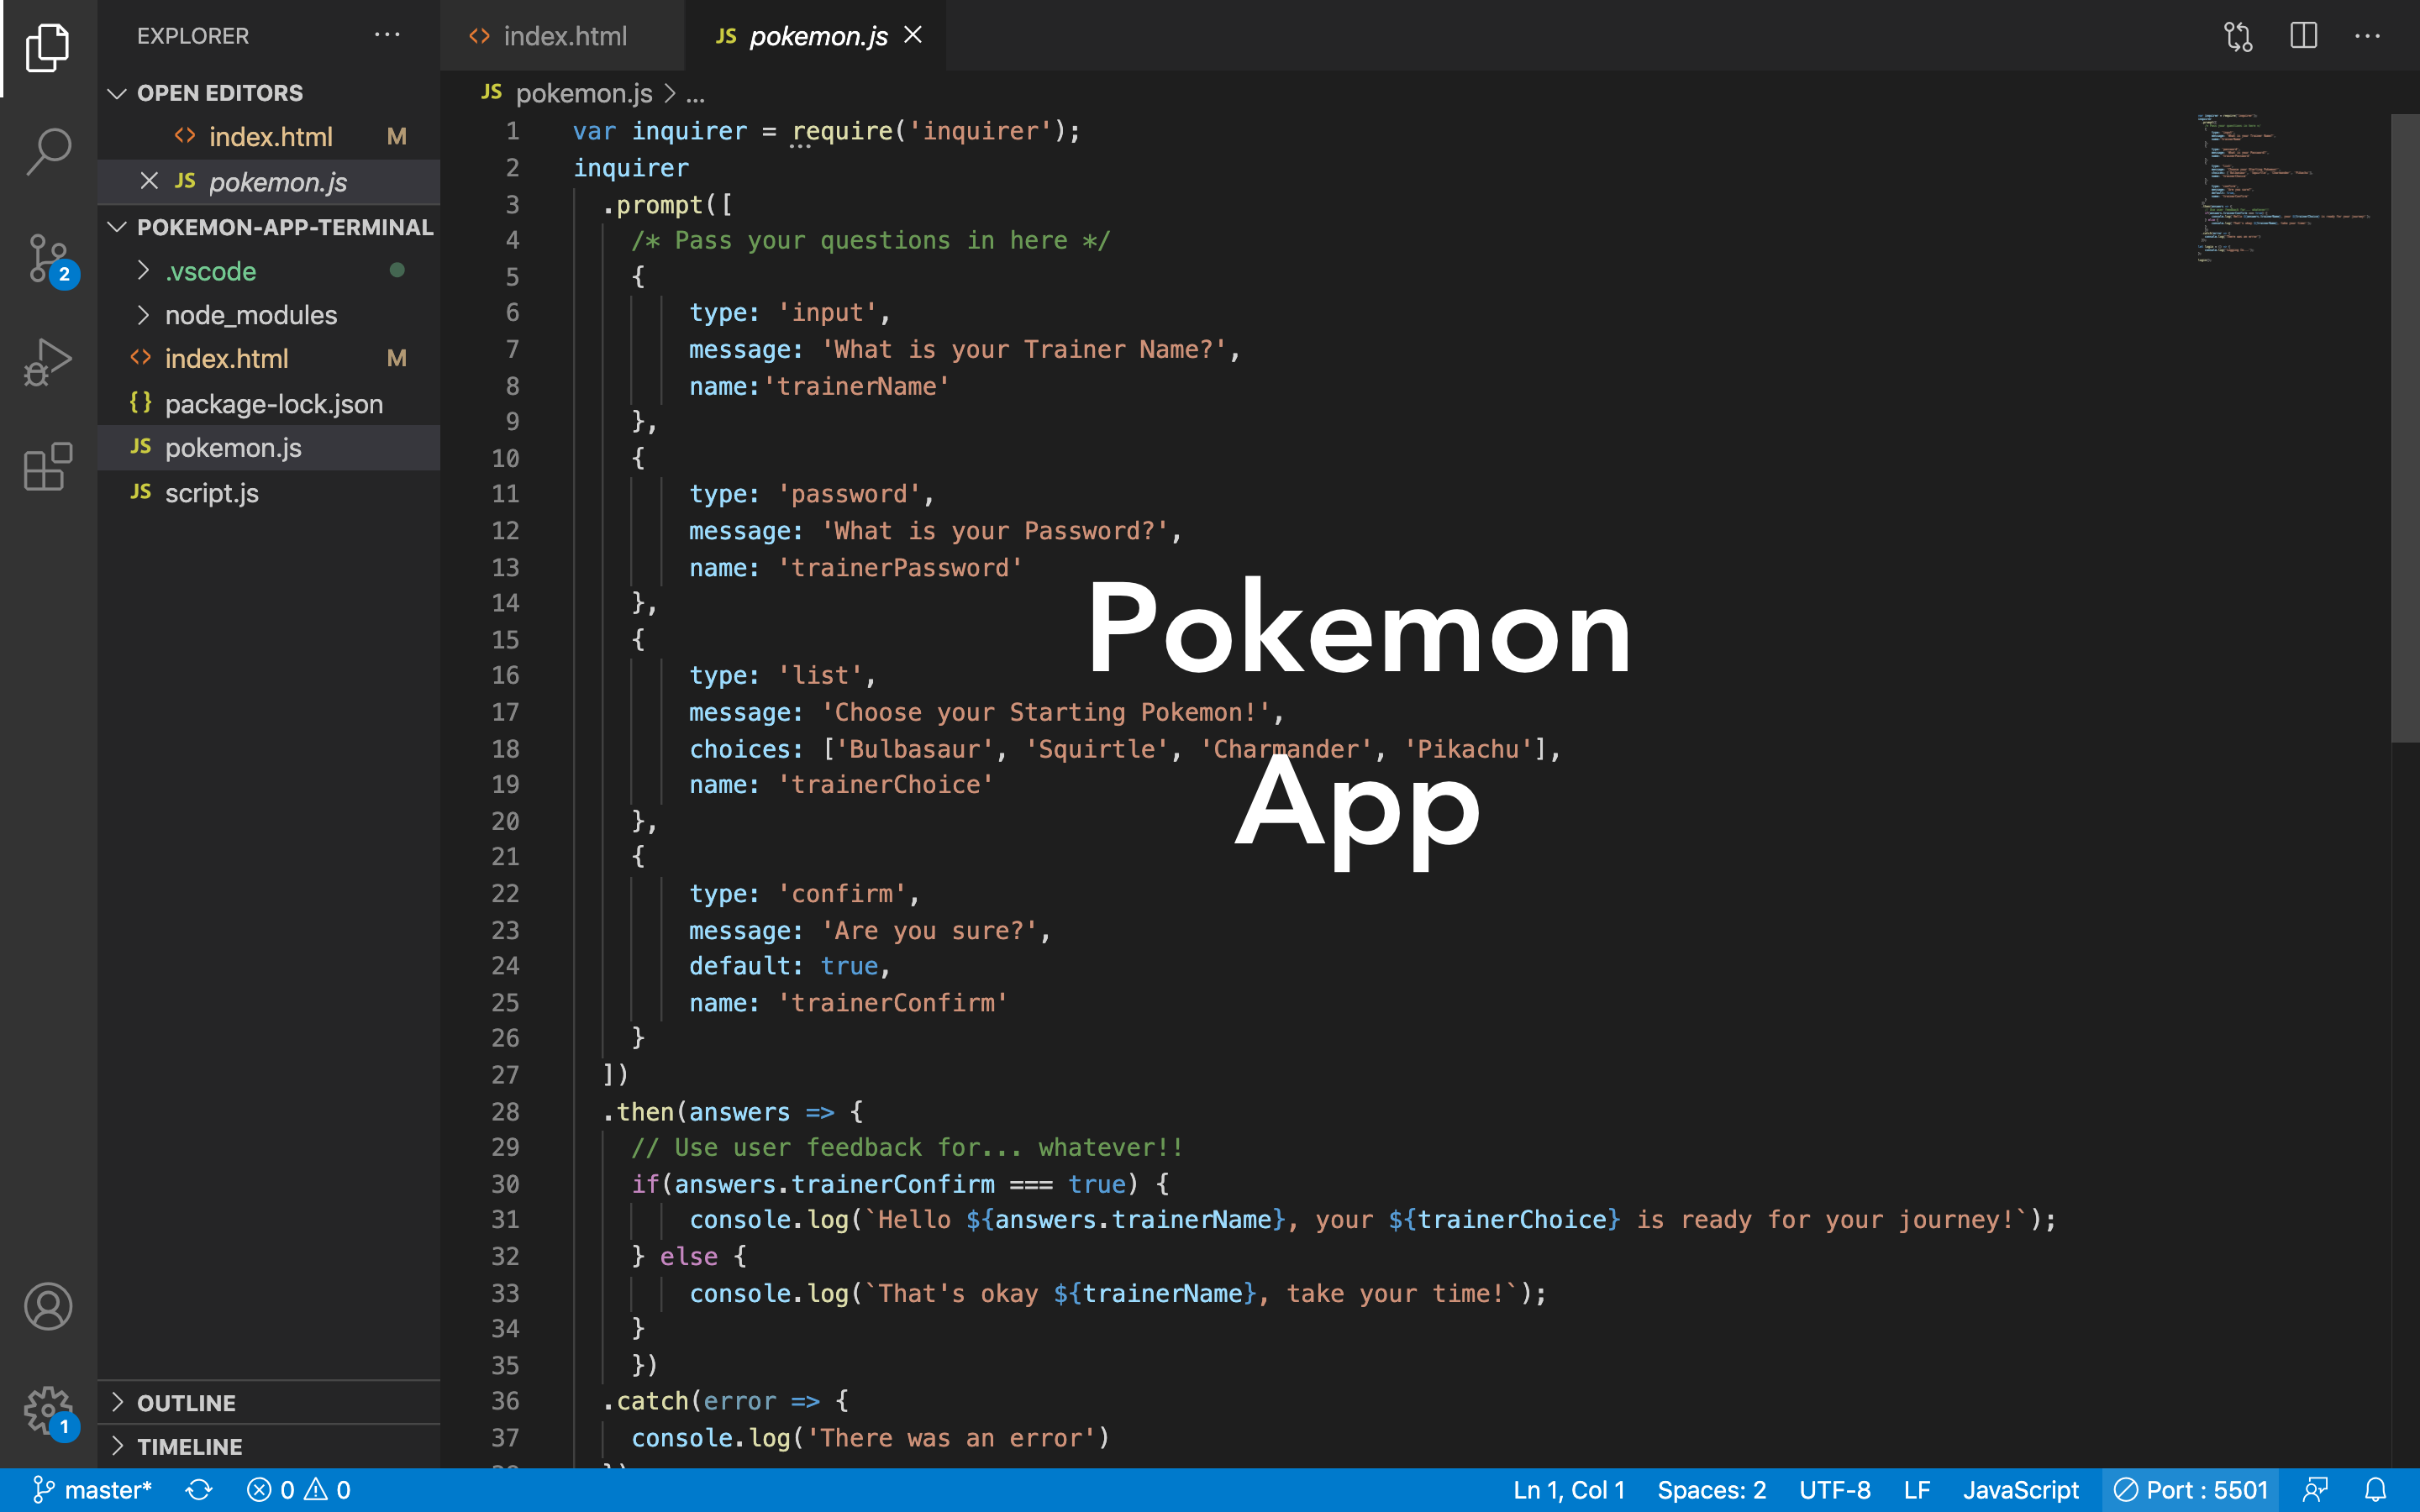 EXPLORER
OPEN EDITORS
<> index.html M
JS pokemon.js
POKEMON-APP-TERMINAL
.vscode
node_modules
<> index.html M
{} package-lock.json
JS pokemon.js
JS script.js
OUTLINE
TIMELINE
2
1
<> index.html
JS pokemon.js
JS pokemon.js > ...
1 var inquirer = require('inquirer');
2 inquirer
3 .prompt([
4 /* Pass your questions in here */
5 {
6 type: 'input',
7 message: 'What is your Trainer Name?',
8 name:'trainerName'
9 },
10 {
11 type: 'password',
12 message: 'What is your Password?',
13 name: 'trainerPassword'
14 },
15 {
16 type: 'list',
17 message: 'Choose your Starting Pokemon!',
18 choices: ['Bulbasaur', 'Squirtle', 'Charmander', 'Pikachu'],
19 name: 'trainerChoice'
20 },
21 {
22 type: 'confirm',
23 message: 'Are you sure?',
24 default: true,
25 name: 'trainerConfirm'
26 }
27 ])
28 .then(answers => {
29 // Use user feedback for... whatever!!
30 if(answers.trainerConfirm === true) {
31 console.log(`Hello ${answers.trainerName}, your ${trainerChoice} is ready for your journey!`);
32 } else {
33 console.log(`That's okay ${trainerName}, take your time!`);
34 }
35 })
36 .catch(error => {
37 console.log('There was an error')
Pokemon
App
master* 0 0 Ln 1, Col 1 Spaces: 2 UTF-8 LF JavaScript Port : 5501